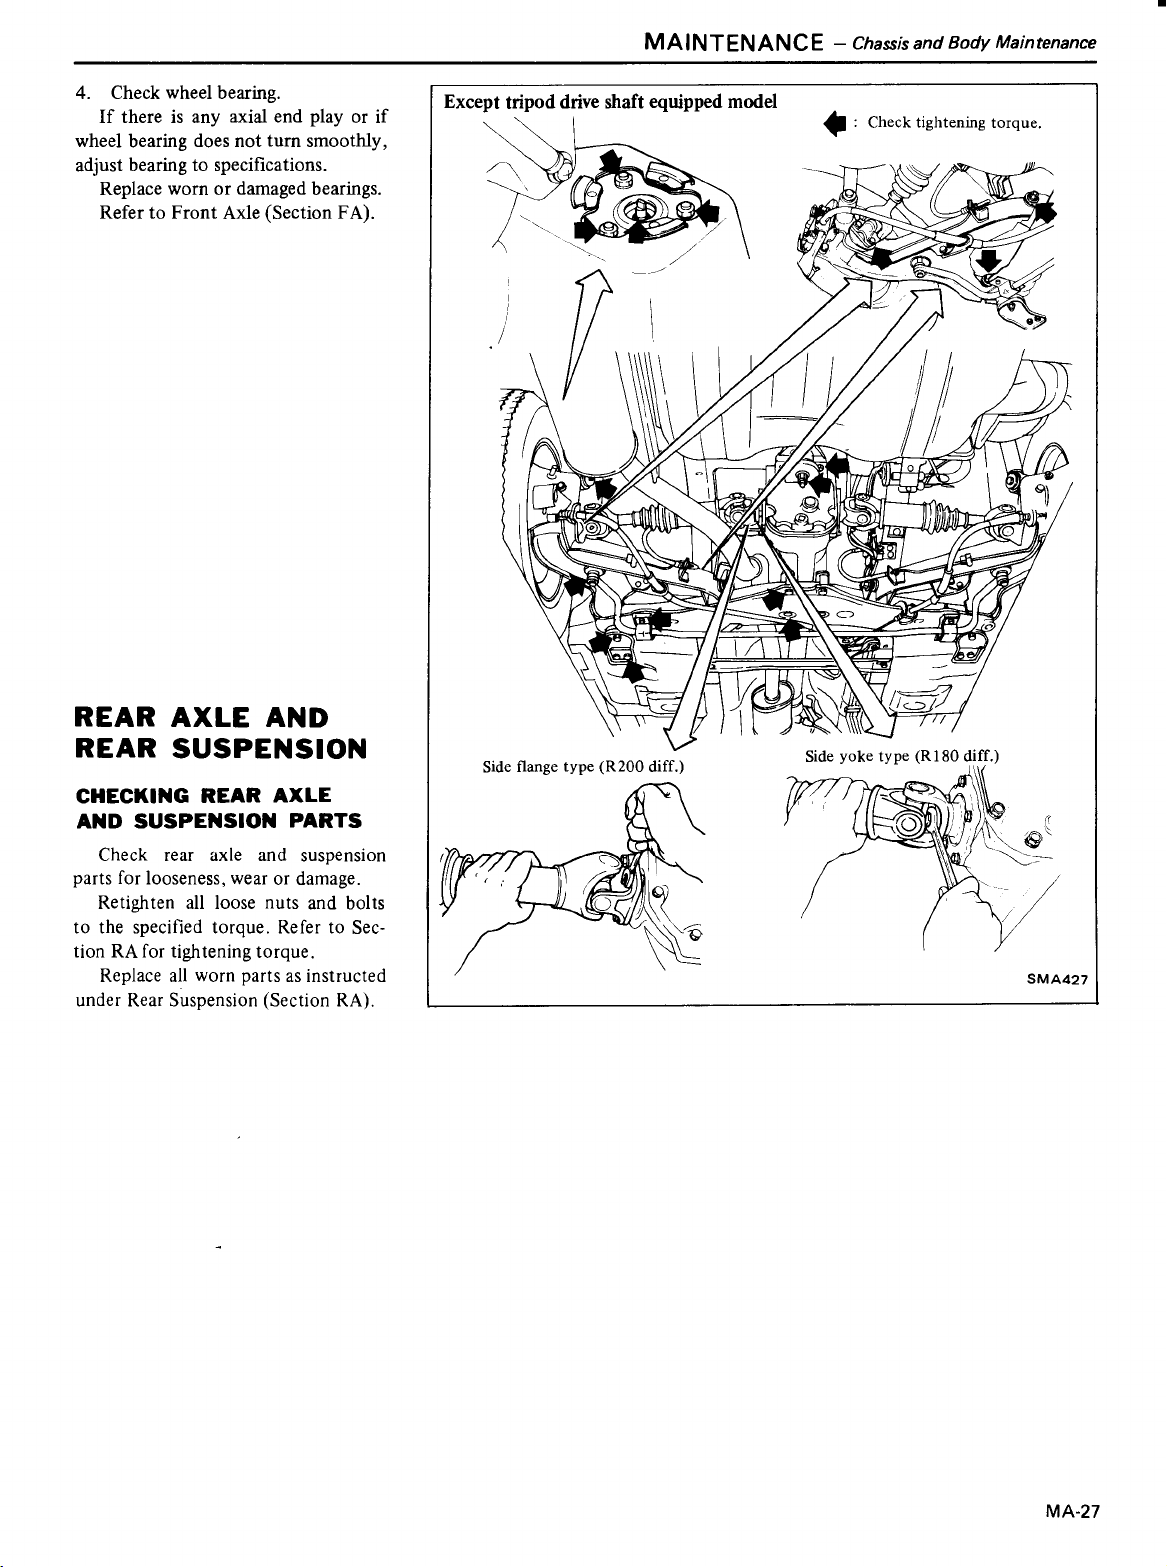 MAINTENANCE – Chassis and Body Maintenance
4. Check wheel bearing.
If there is any axial end play or if
wheel bearing does not turn smoothly,
adjust bearing to specifications.
Replace worn or damaged bearings.
Refer to Front Axle (Section FA).
REAR AXLE AND
REAR SUSPENSION
CHECKING REAR AXLE
AND SUSPENSION PARTS
Check rear axle and suspension
parts for looseness, wear or damage.
Retighten all loose nuts and bolts
to the specified torque. Refer to Sec-
tion RA for tightening torque.
Replace all worn parts as instructed
under Rear Suspension (Section RA).
Except tripod drive shaft equipped model
: Check tightening torque.
Side flange type (R200 diff.)
Side yoke type (R180 diff.)
SMA427
MA-27